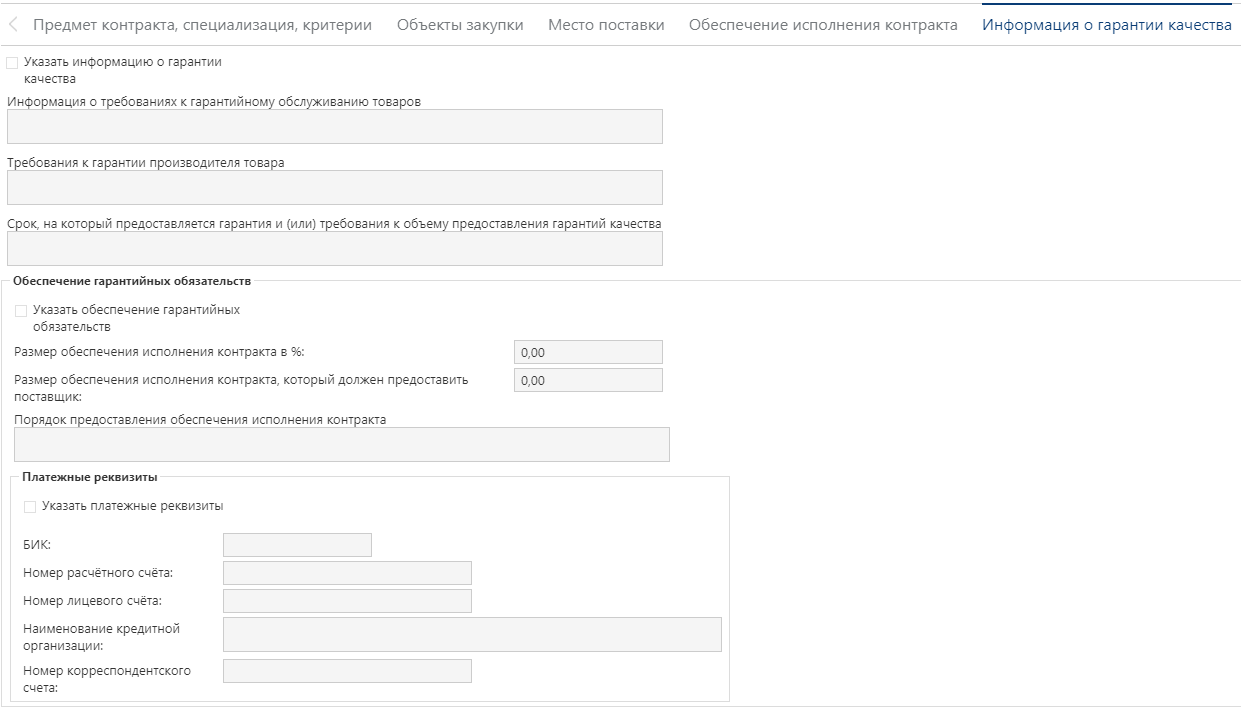 Предмет контракта, специализация, критерии Объекты закупки Место поставки Обеспечение исполнения контракта Информация о гарантии качества
Указать информацию о гарантии
качества
Информация о требованиях к гарантийному обслуживанию товаров
Требования к гарантии производителя товара
Срок, на который предоставляется гарантия и (или) требования к объему предоставления гарантий качества
Обеспечение гарантийных обязательств
Указать обеспечение гарантийных
обязательств
Размер обеспечения исполнения контракта в %: 0,00
Размер обеспечения исполнения контракта, который должен предоставить 0,00
поставщик:
Порядок предоставления обеспечения исполнения контракта
Платежные реквизиты
Указать платежные реквизиты
БИК:
Номер расчётного счёта:
Номер лицевого счёта:
Наименование кредитной
организации:
Номер корреспондентского
счета: